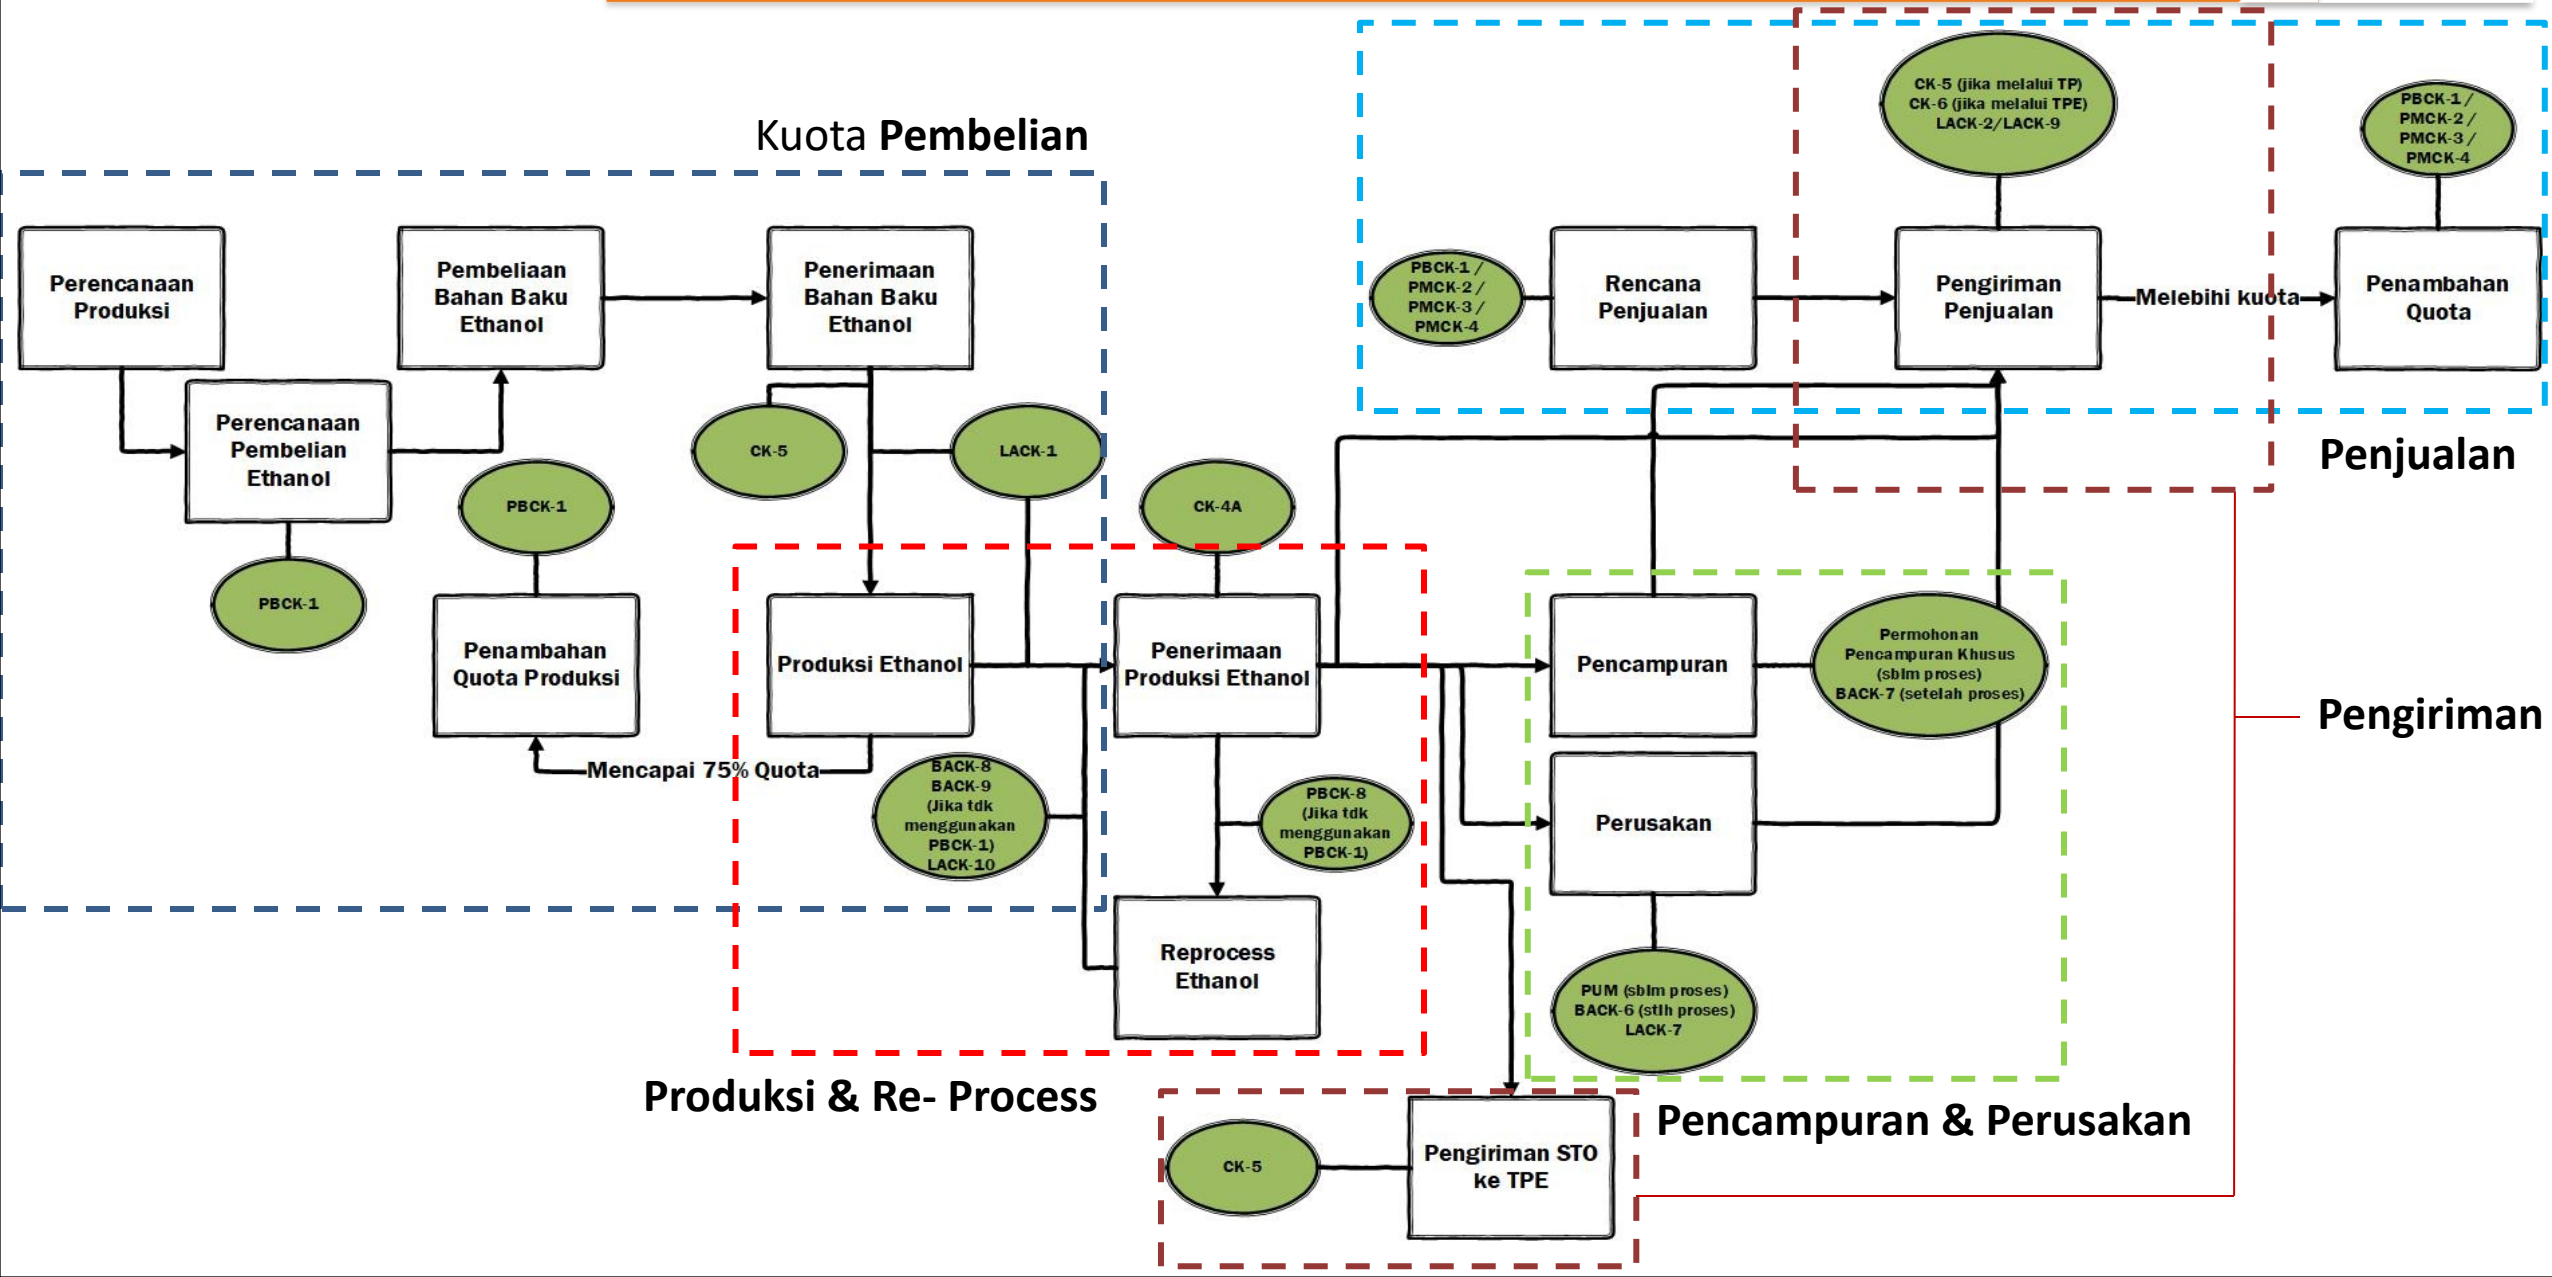 Kuota Pembelian
Perencanaan
Produksi
Perencanaan
Pembelian
Ethanol
PBCK-1
Pembeliaan
Bahan Baku
Ethanol
Penerimaan
Bahan Baku
Ethanol
CK-5
LACK-1
PBCK-1
Penambahan
Quota Produksi
Mencapai 75% Quota
Produksi Ethanol
BACK-8
BACK-9
(Jika tdk
menggunakan
PBCK-1)
LACK-10
CK-4A
Penerimaan
Produksi Ethanol
PBCK-8
(Jika tdk
menggunakan
PBCK-1)
Reprocess
Ethanol
Produksi & Re- Process
PBCK-1 /
PMCK-2 /
PMCK-3 /
PMCK-4
Rencana
Penjualan
CK-5 (jika melalui TP)
CK-6 (jika melalui TPE)
LACK-2/LACK-9
Pengiriman
Penjualan
Melebihi kuota
PBCK-1 /
PMCK-2 /
PMCK-3 /
PMCK-4
Penambahan
Quota
Penjualan
Pencampuran
Permohonan
Pencampuran Khusus
(sblm proses)
BACK-7 (setelah proses)
Perusakan
PUM (sblm proses)
BACK-6 (stlh proses)
LACK-7
Pencampuran & Perusakan
Pengiriman
CK-5
Pengiriman STO
ke TPE